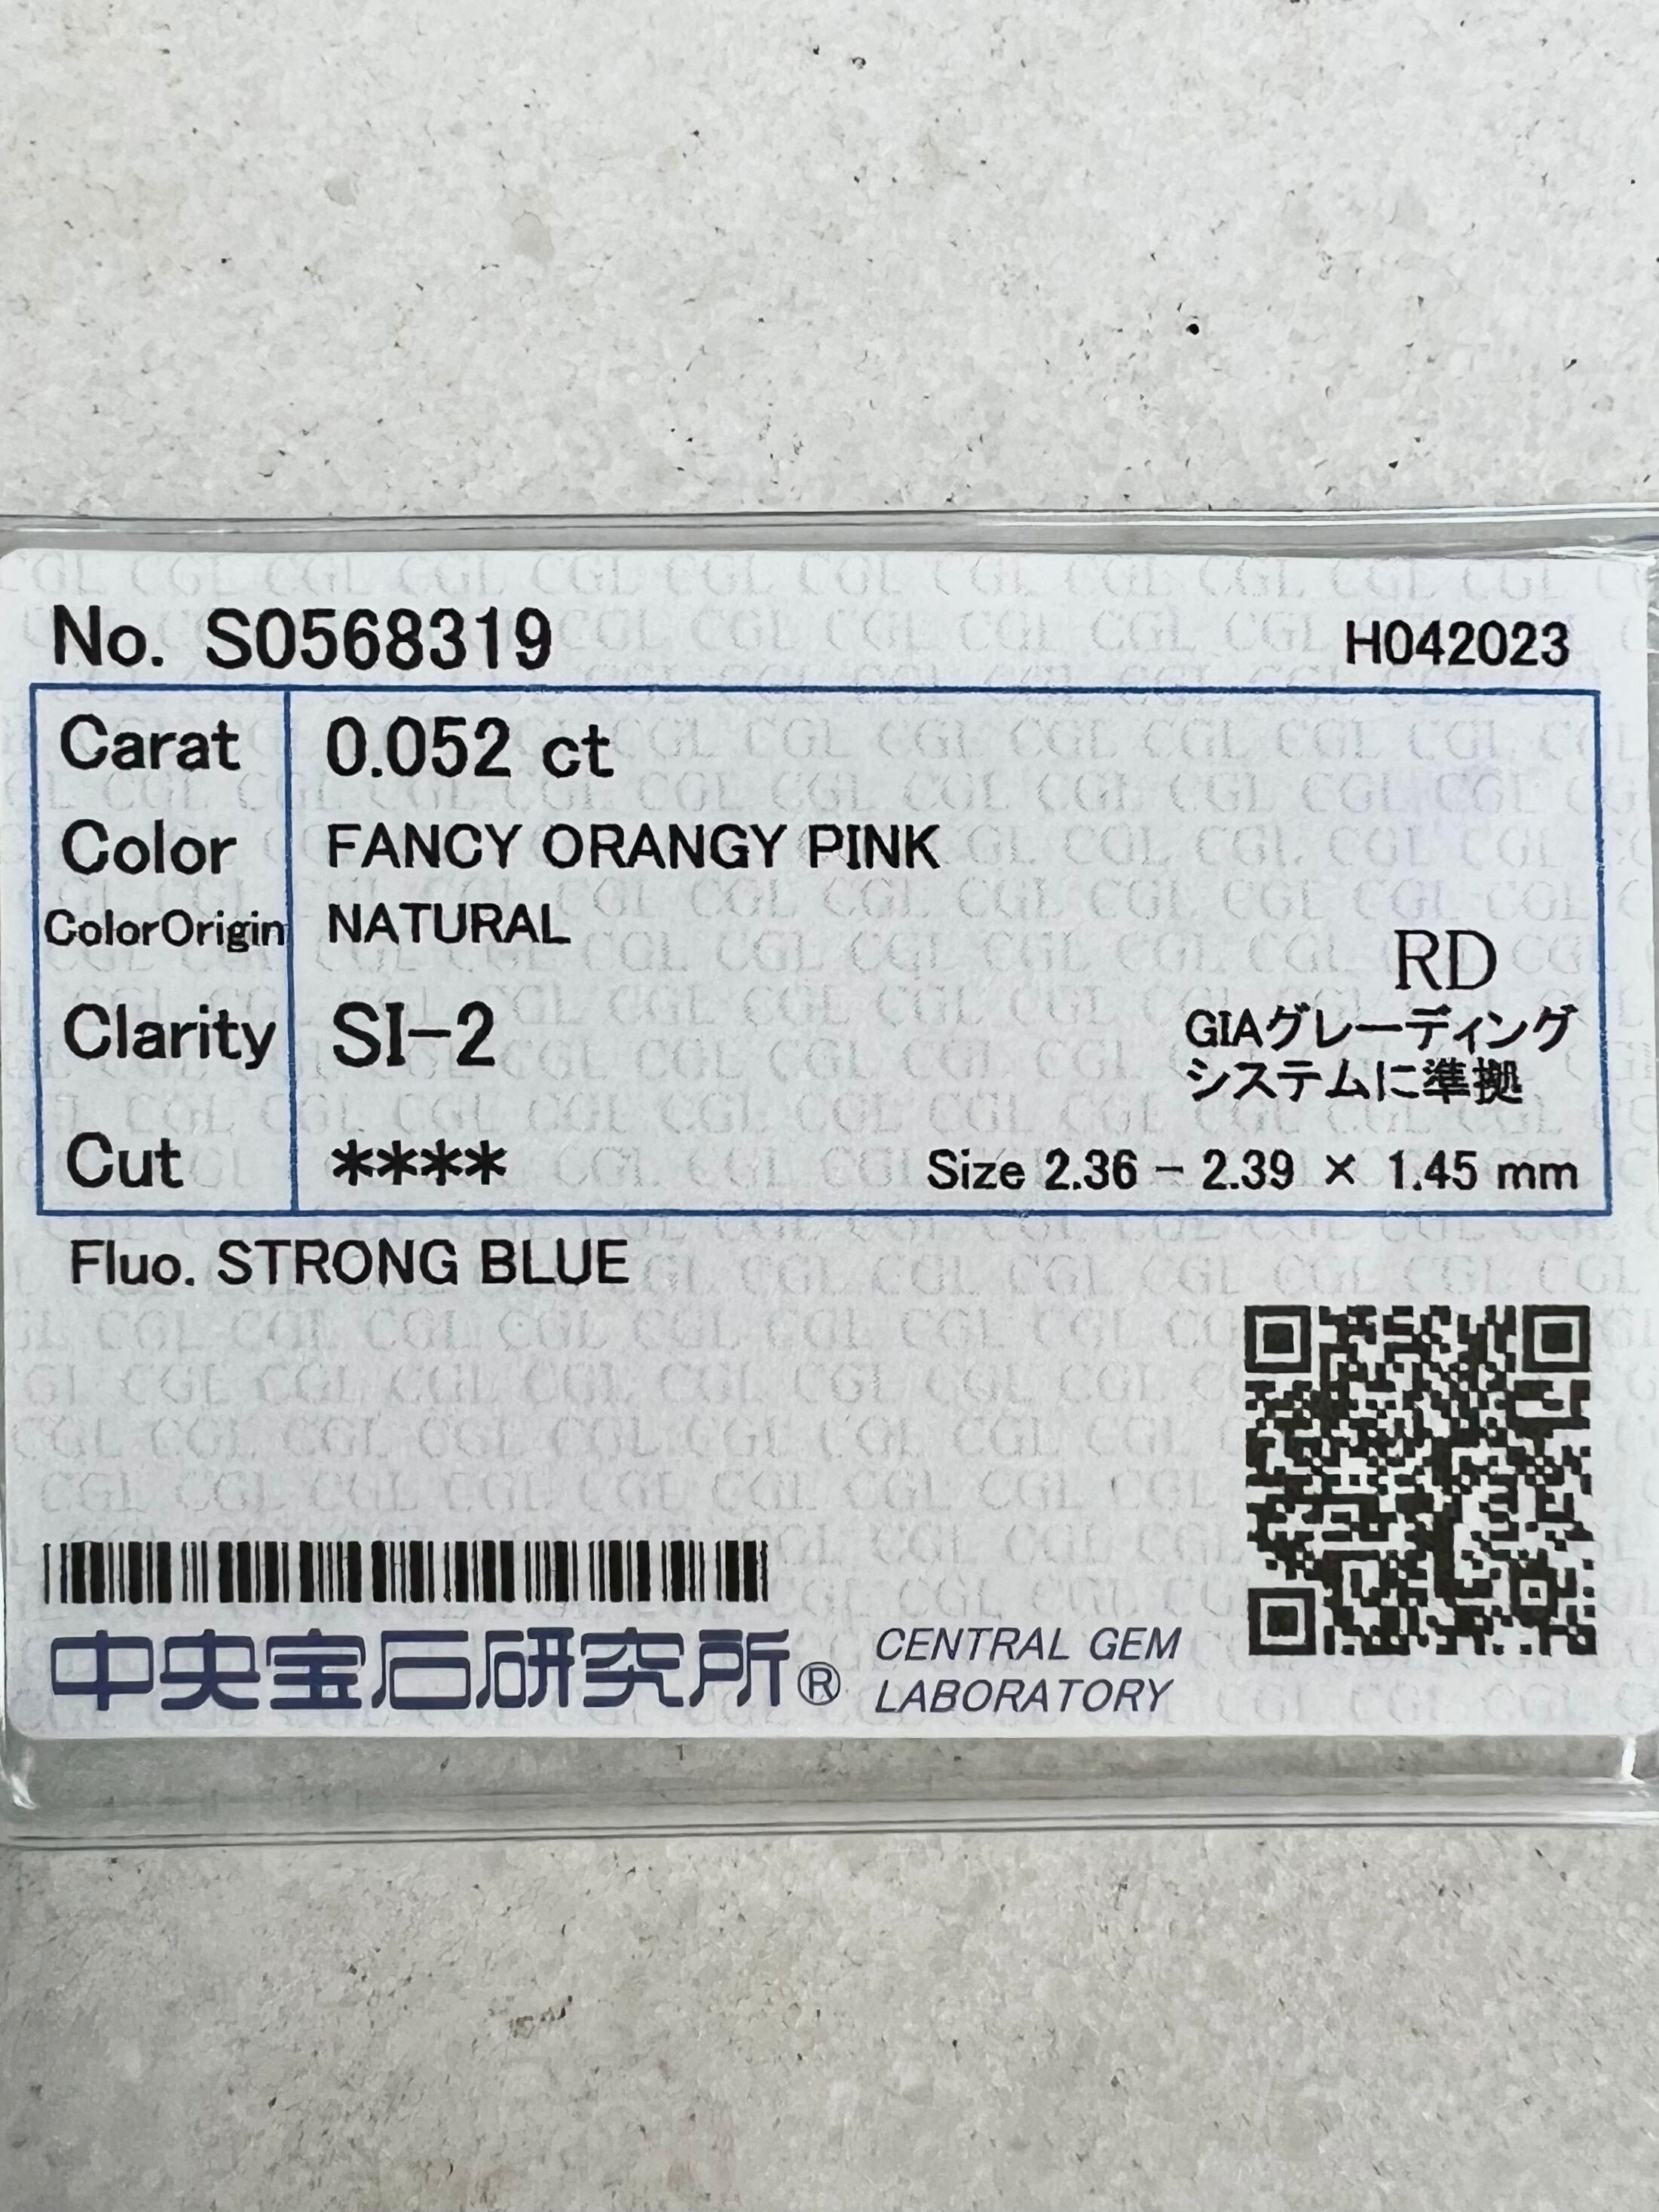 No. S0568319
H042023
Carat 0.052 ct
Color FANCY ORANGY PINK
ColorOrigin NATURAL
RD
Clarity SI-2
GIAグレーディング
システムに準拠
Cut ****
Size 2.36 - 2.39 × 1.45 mm
Fluo. STRONG BLUE
中央宝石研究所®
CENTRAL GEM
LABORATORY